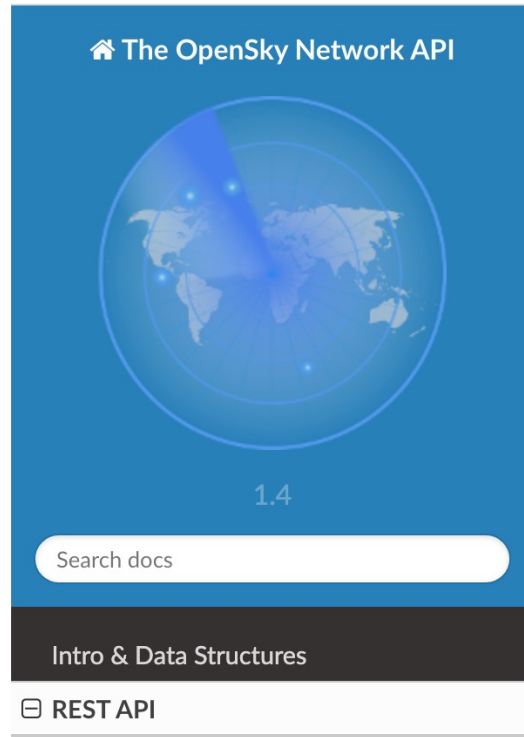 The OpenSky Network API
1.4
Search docs
Intro & Data Structures
REST API